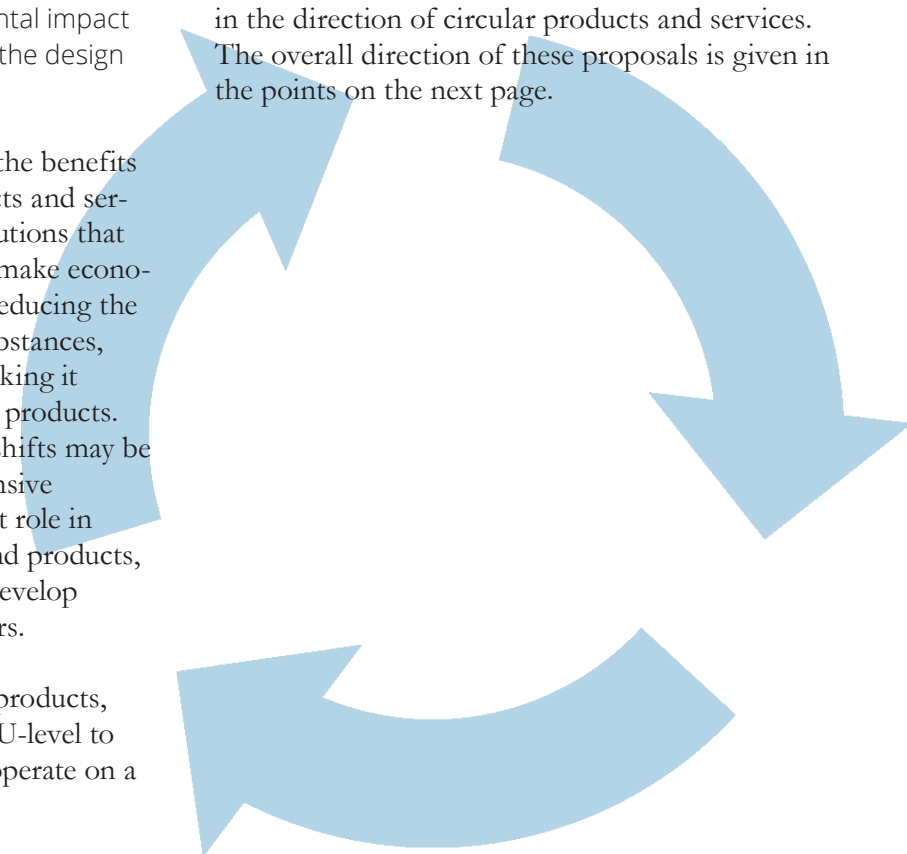 ntal impact
the design
the benefits
cts and ser-
utions that
make econo-
educing the
bstances,
king it
products.
shifts may be
nsive
t role in
nd products,
evelop
rs.
products,
U-level to
operate on a
in the direction of circular products and services.
The overall direction of these proposals is given in
the points on the next page.